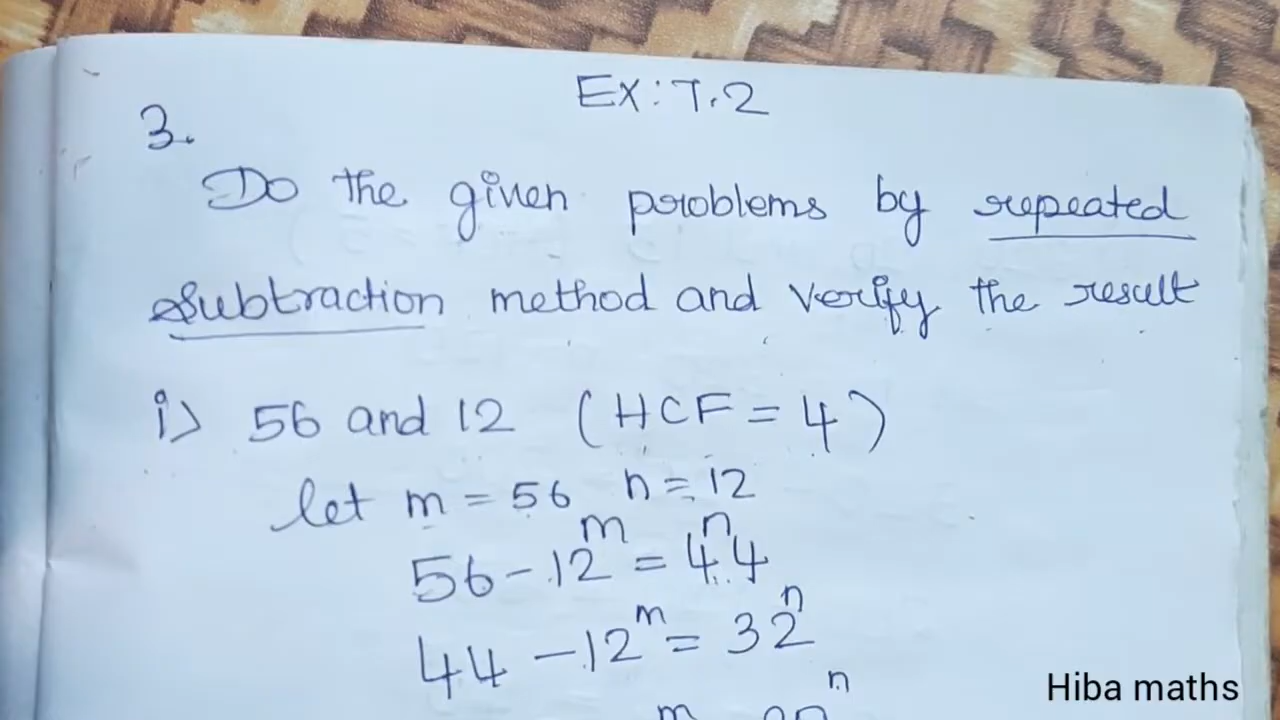 Ex: 7.2
3.
Do the given problems by repeated
subtraction method and verify the result
i) 56 and 12 (HCF = 4)
let m = 56 n = 12
m n
56 - 12 = 44
m n
44 - 12 = 32
n
m
Hiba maths